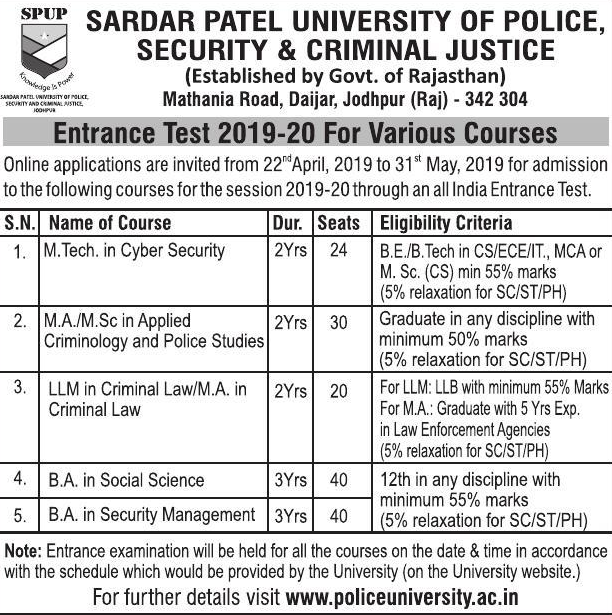 SPUP
Knowledge is Power
SARDAR PATEL UNIVERSITY OF POLICE,
SECURITY AND CRIMINAL JUSTICE,
JODHPUR
SARDAR PATEL UNIVERSITY OF POLICE,
SECURITY & CRIMINAL JUSTICE
(Established by Govt. of Rajasthan)
Mathania Road, Daijar, Jodhpur (Raj) - 342 304
Entrance Test 2019-20 For Various Courses
Online applications are invited from 22nd April, 2019 to 31st May, 2019 for admission
to the following courses for the session 2019-20 through an all India Entrance Test.
S.N. Name of Course Dur. Seats Eligibility Criteria
1. M.Tech. in Cyber Security 2Yrs 24 B.E./B.Tech in CS/ECE/IT., MCA or
M. Sc. (CS) min 55% marks
(5% relaxation for SC/ST/PH)
2. M.A./M.Sc in Applied 2Yrs 30 Graduate in any discipline with
Criminology and Police Studies minimum 50% marks
(5% relaxation for SC/ST/PH)
3. LLM in Criminal Law/M.A. in 2Yrs 20 For LLM: LLB with minimum 55% Marks
Criminal Law For M.A.: Graduate with 5 Yrs Exp.
in Law Enforcement Agencies
(5% relaxation for SC/ST/PH)
4. B.A. in Social Science 3Yrs 40 12th in any discipline with
minimum 55% marks
5. B.A. in Security Management 3Yrs 40 (5% relaxation for SC/ST/PH)
Note: Entrance examination will be held for all the courses on the date & time in accordance
with the schedule which would be provided by the University (on the University website.)
For further details visit www.policeuniversity.ac.in